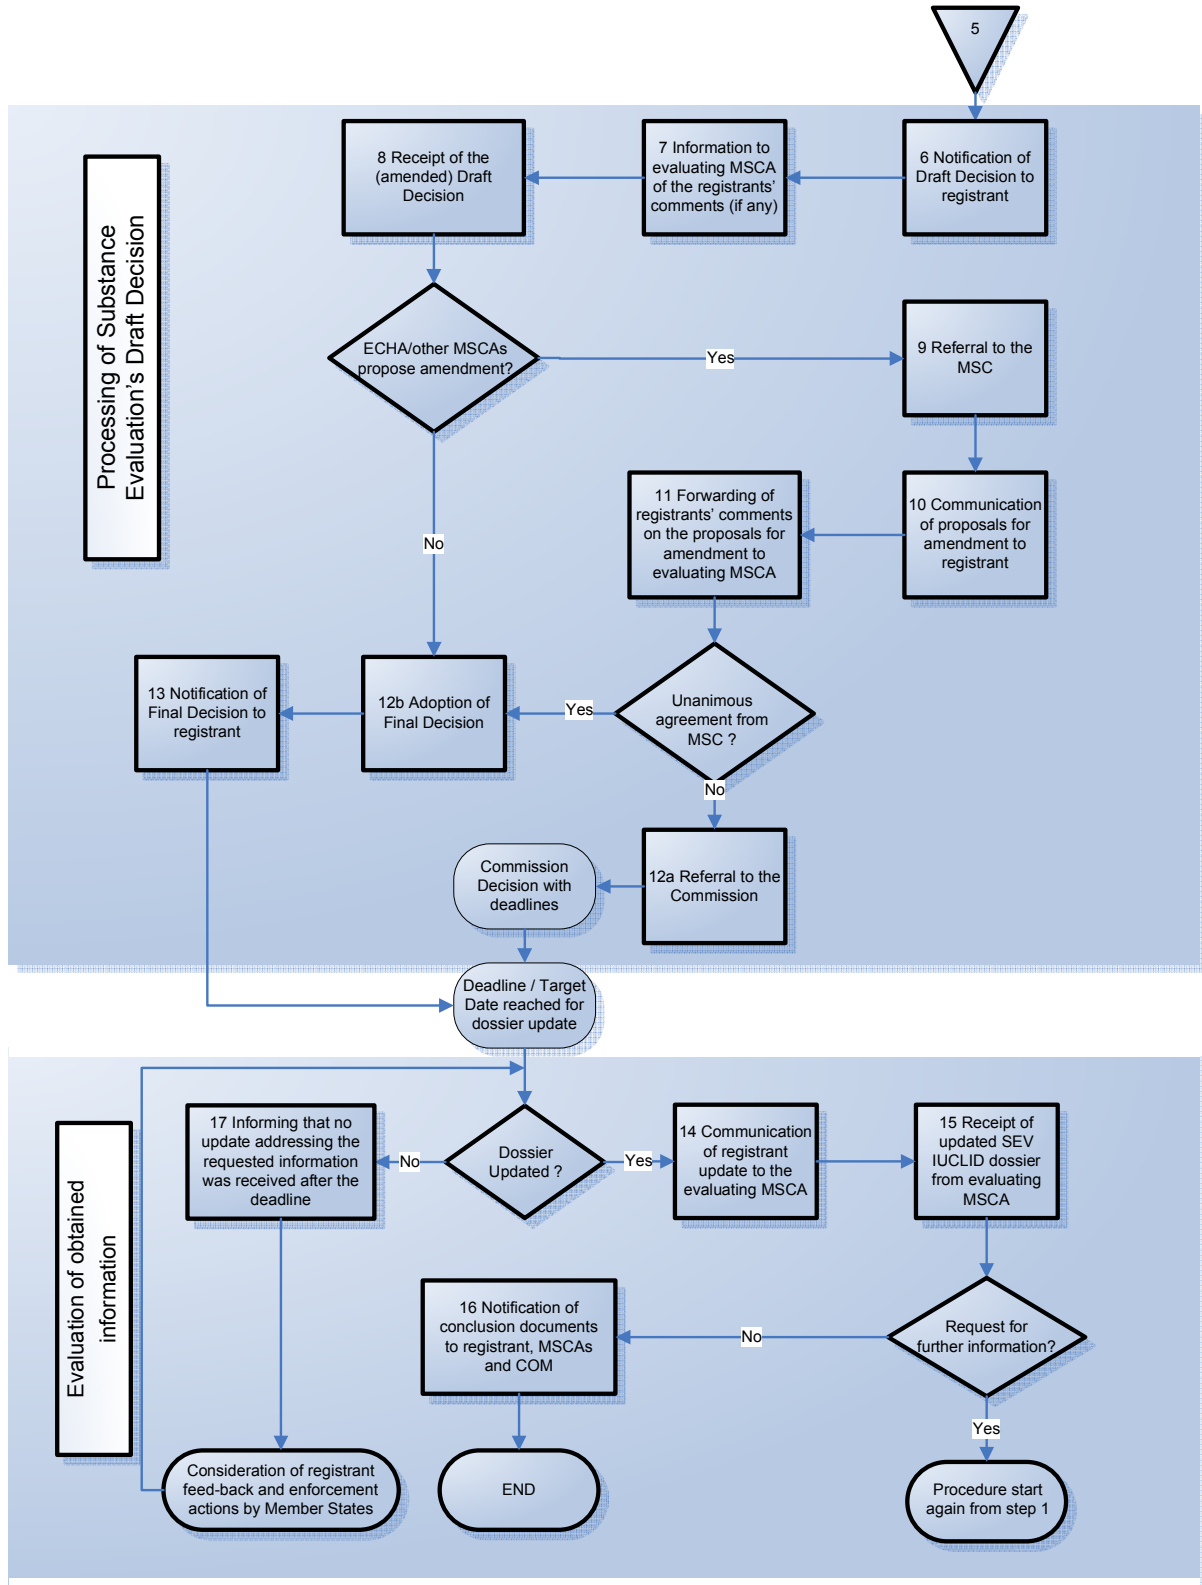 5
Processing of Substance
Evaluation's Draft Decision
8 Receipt of the
(amended) Draft
Decision
7 Information to
evaluating MSCA
of the registrants'
comments (if any)
6 Notification of
Draft Decision to
registrant
ECHA/other MSCAs
propose amendment?
Yes
9 Referral to the
MSC
No
11 Forwarding of
registrants' comments
on the proposals for
amendment to
evaluating MSCA
10 Communication
of proposals for
amendment to
registrant
13 Notification of
Final Decision to
registrant
12b Adoption of
Final Decision
Yes
Unanimous
agreement from
MSC ?
No
Commission
Decision with
deadlines
12a Referral to the
Commission
Deadline / Target
Date reached for
dossier update
Evaluation of obtained
information
17 Informing that no
update addressing the
requested information
was received after the
deadline
No
Dossier
Updated ?
Yes
14 Communication
of registrant
update to the
evaluating MSCA
15 Receipt of
updated SEV
IUCLID dossier
from evaluating
MSCA
16 Notification of
conclusion documents
to registrant, MSCAs
and COM
No
Request for
further information?
Yes
Consideration of registrant
feed-back and enforcement
actions by Member States
END
Procedure start
again from step 1